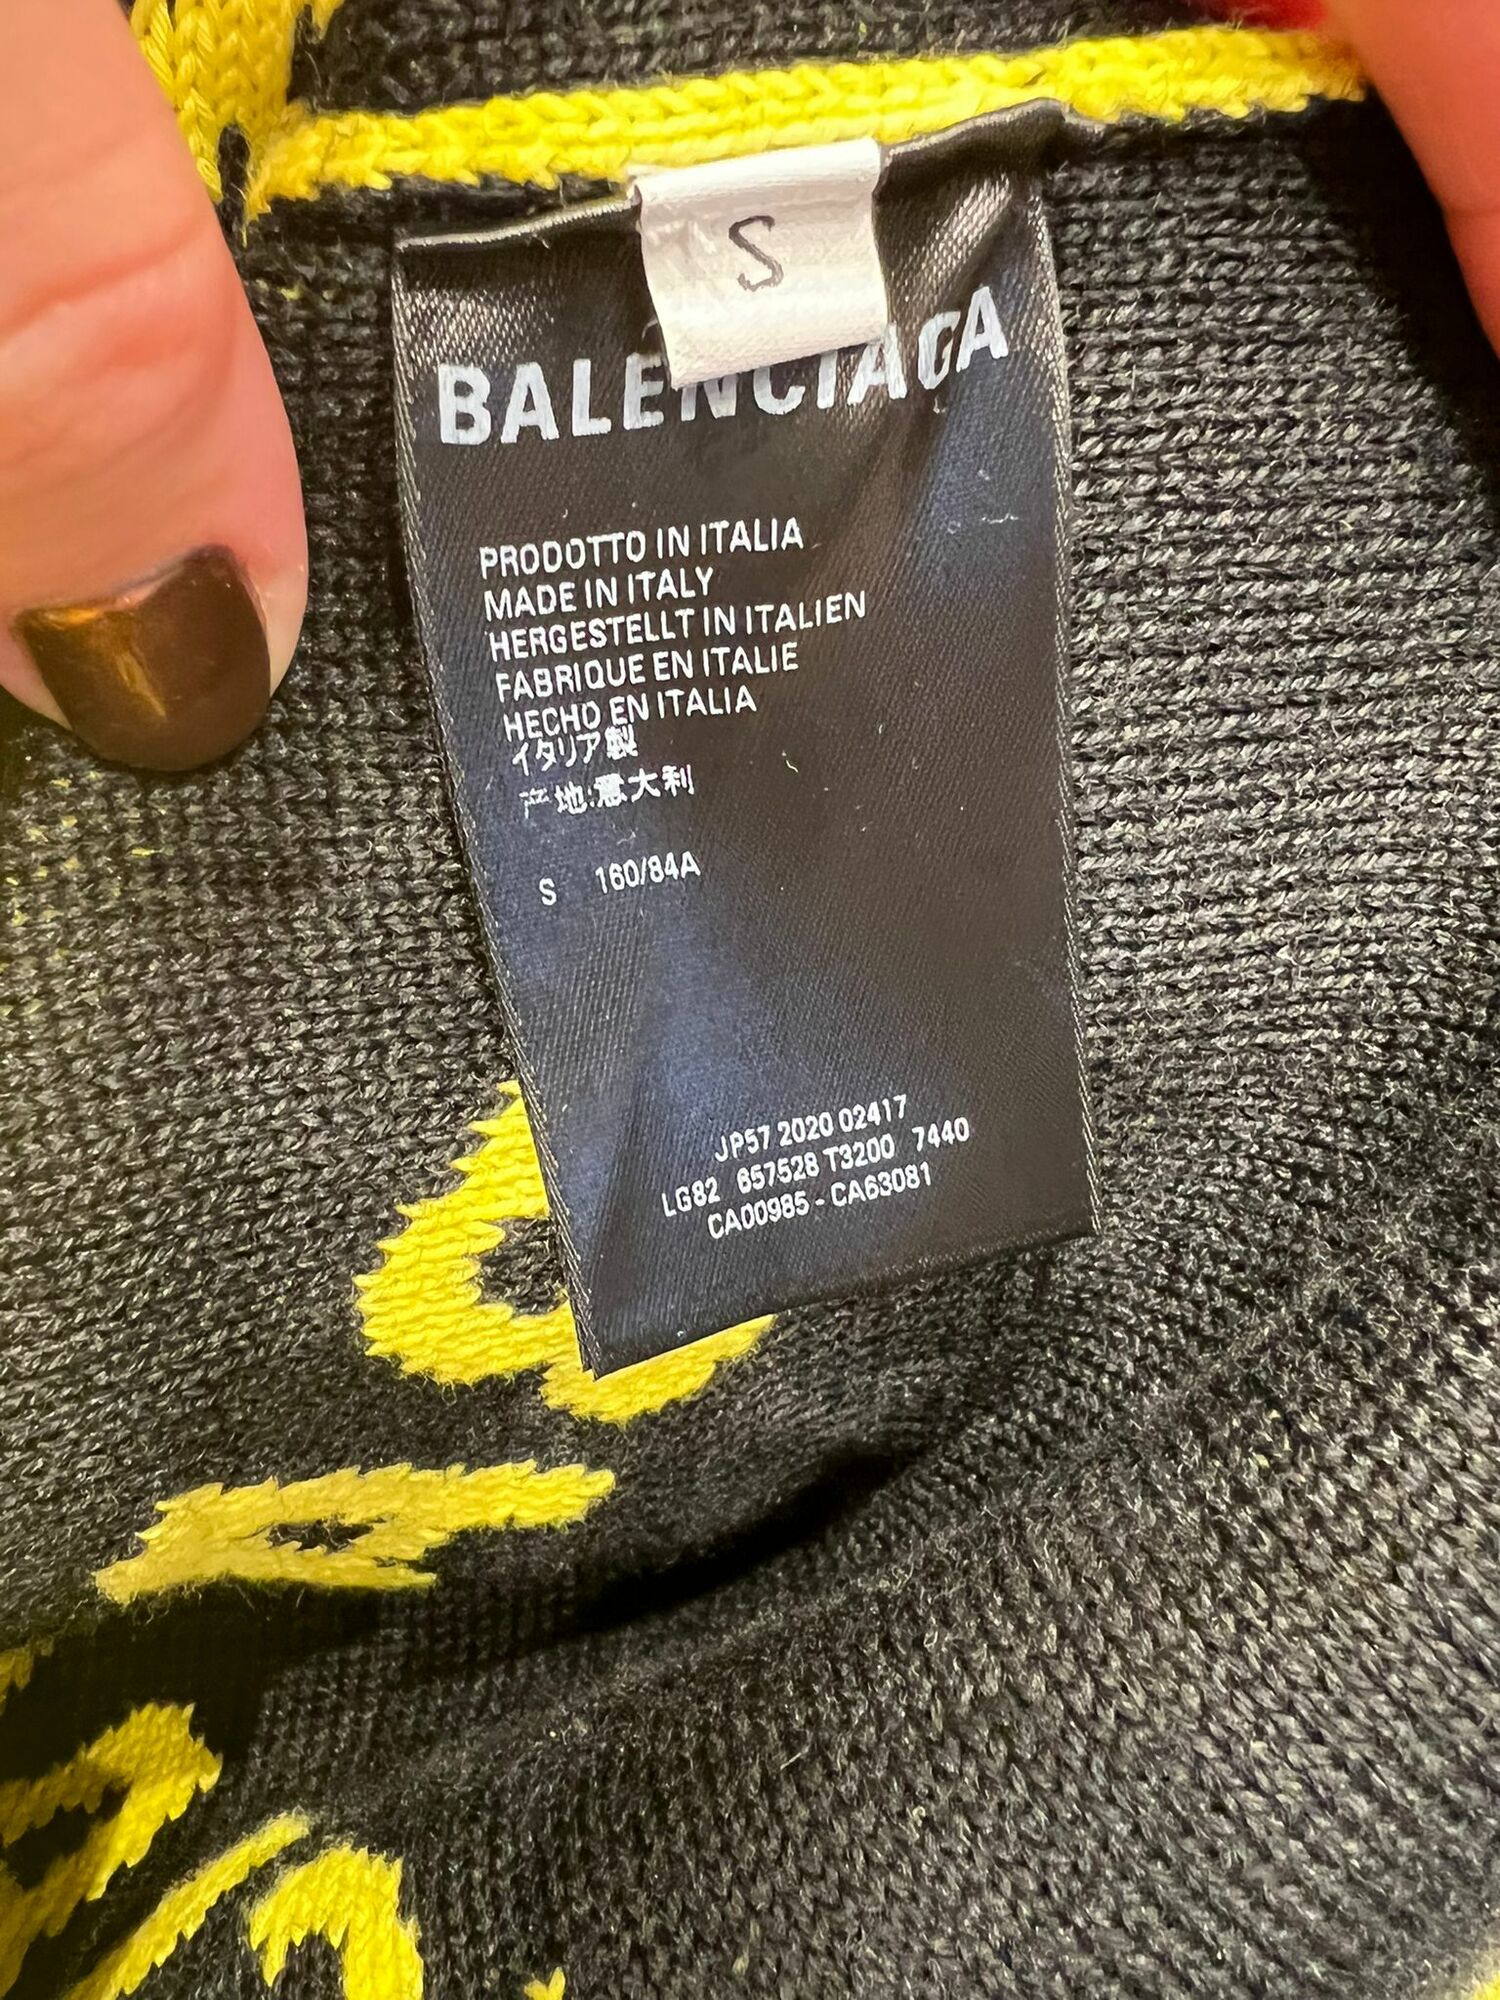 S
BALENCIAGA
PRODOTTO IN ITALIA
MADE IN ITALY
HERGESTELLT IN ITALIEN
FABRIQUE EN ITALIE
HECHO EN ITALIA
イタリア製
产地:意大利
S 160/84A
JP57 2020 02417
LG82 657528 T3200 7440
CA00985 - CA63081